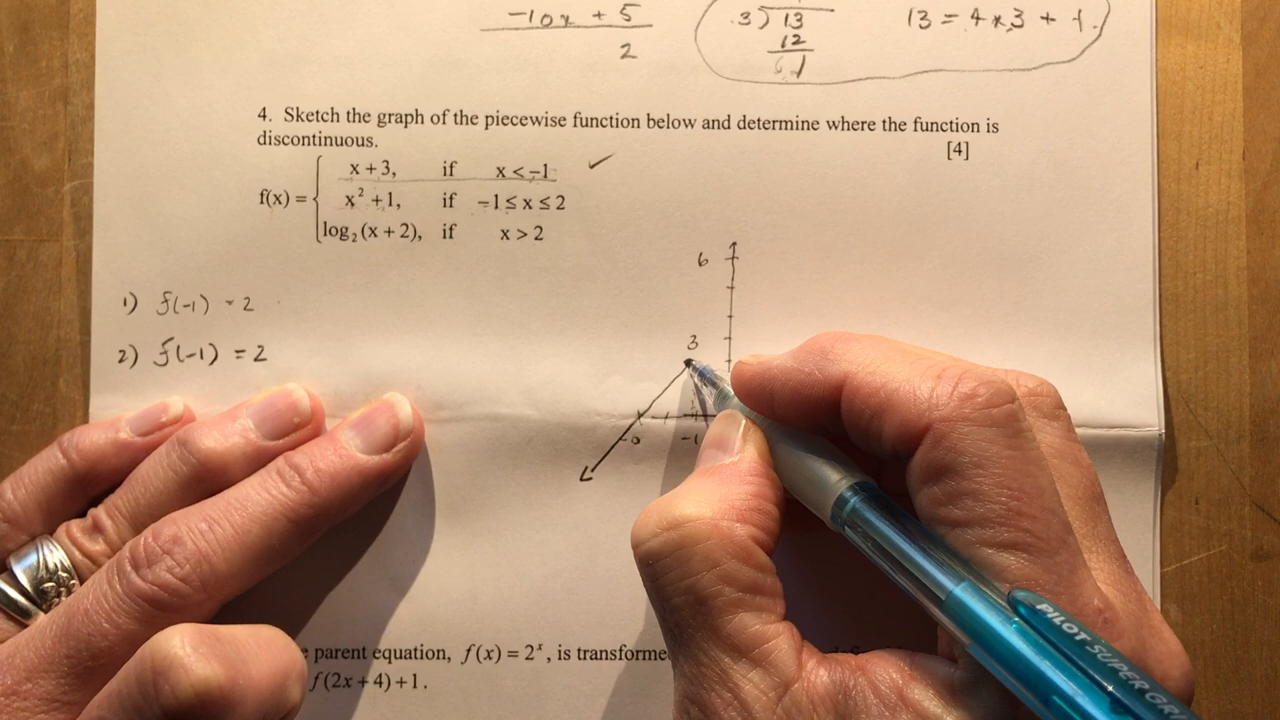 -10x + 5
2
3) 13
12
1
13 = 4 x 3 + 1.
4. Sketch the graph of the piecewise function below and determine where the function is
discontinuous.
[4]
x + 3, if x < -1
f(x) = x² + 1, if -1 ≤ x ≤ 2
log₂(x + 2), if x > 2
1) f(-1) = 2
2) f(-1) = 2
6
3
-1
parent equation, f(x) = 2ˣ, is transforme
f(2x + 4) + 1.
PILOT SUPER GR